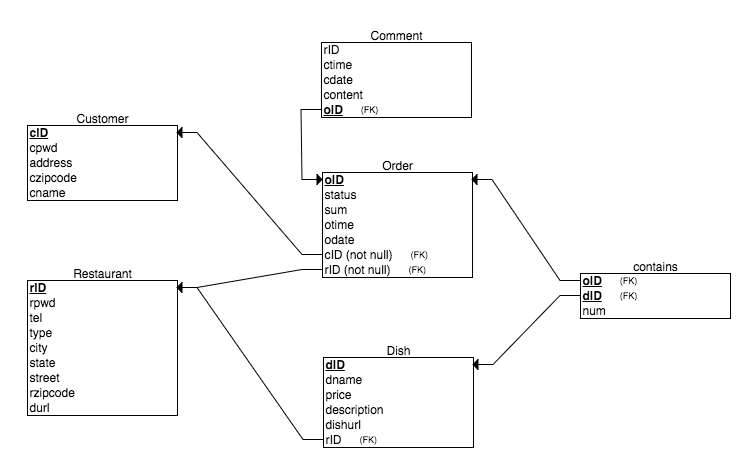 Comment
rID
ctime
cdate
content
oID (FK)
Customer
cID
cpwd
address
czipcode
cname
Order
oID
status
sum
otime
odate
cID (not null) (FK)
rID (not null) (FK)
Restaurant
rID
rpwd
tel
type
city
state
street
rzipcode
durl
contains
oID (FK)
dID (FK)
num
Dish
dID
dname
price
description
dishurl
rID (FK)